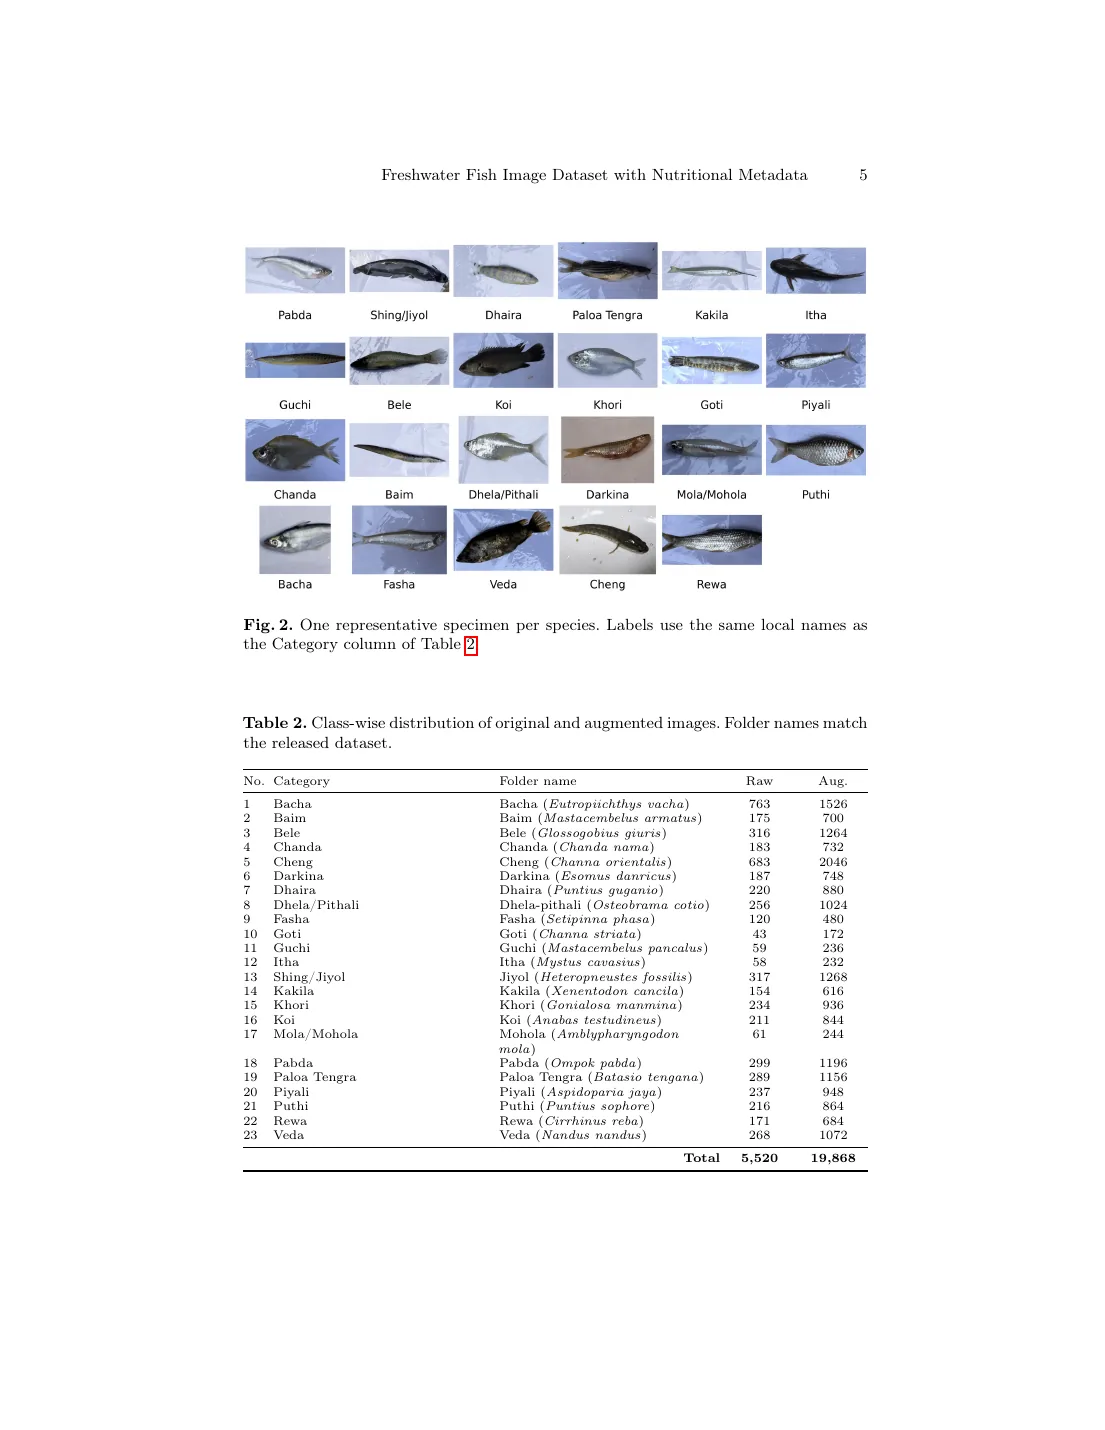 Freshwater Fish Image Dataset with Nutritional Metadata 5
Pabda Shing/Jiyol Dhaira Paloa Tengra Kakila Itha
Guchi Bele Koi Khori Goti Piyali
Chanda Baim Dhela/Pithali Darkina Mola/Mohola Puthi
Bacha Fasha Veda Cheng Rewa
Fig. 2. One representative specimen per species. Labels use the same local names as
the Category column of Table 2
Table 2. Class-wise distribution of original and augmented images. Folder names match
the released dataset.
No. Category Folder name Raw Aug.
1 Bacha Bacha (Eutropiichthys vacha) 763 1526
2 Baim Baim (Mastacembelus armatus) 175 700
3 Bele Bele (Glossogobius giuris) 316 1264
4 Chanda Chanda (Chanda nama) 183 732
5 Cheng Cheng (Channa orientalis) 683 2046
6 Darkina Darkina (Esomus danricus) 187 748
7 Dhaira Dhaira (Puntius guganio) 220 880
8 Dhela/Pithali Dhela-pithali (Osteobrama cotio) 256 1024
9 Fasha Fasha (Setipinna phasa) 120 480
10 Goti Goti (Channa striata) 43 172
11 Guchi Guchi (Mastacembelus pancalus) 59 236
12 Itha Itha (Mystus cavasius) 58 232
13 Shing/Jiyol Jiyol (Heteropneustes fossilis) 317 1268
14 Kakila Kakila (Xenentodon cancila) 154 616
15 Khori Khori (Gonialosa manmina) 234 936
16 Koi Koi (Anabas testudineus) 211 844
17 Mola/Mohola Mohola (Amblypharyngodon 61 244
mola)
18 Pabda Pabda (Ompok pabda) 299 1196
19 Paloa Tengra Paloa Tengra (Batasio tengana) 289 1156
20 Piyali Piyali (Aspidoparia jaya) 237 948
21 Puthi Puthi (Puntius sophore) 216 864
22 Rewa Rewa (Cirrhinus reba) 171 684
23 Veda Veda (Nandus nandus) 268 1072
Total 5,520 19,868